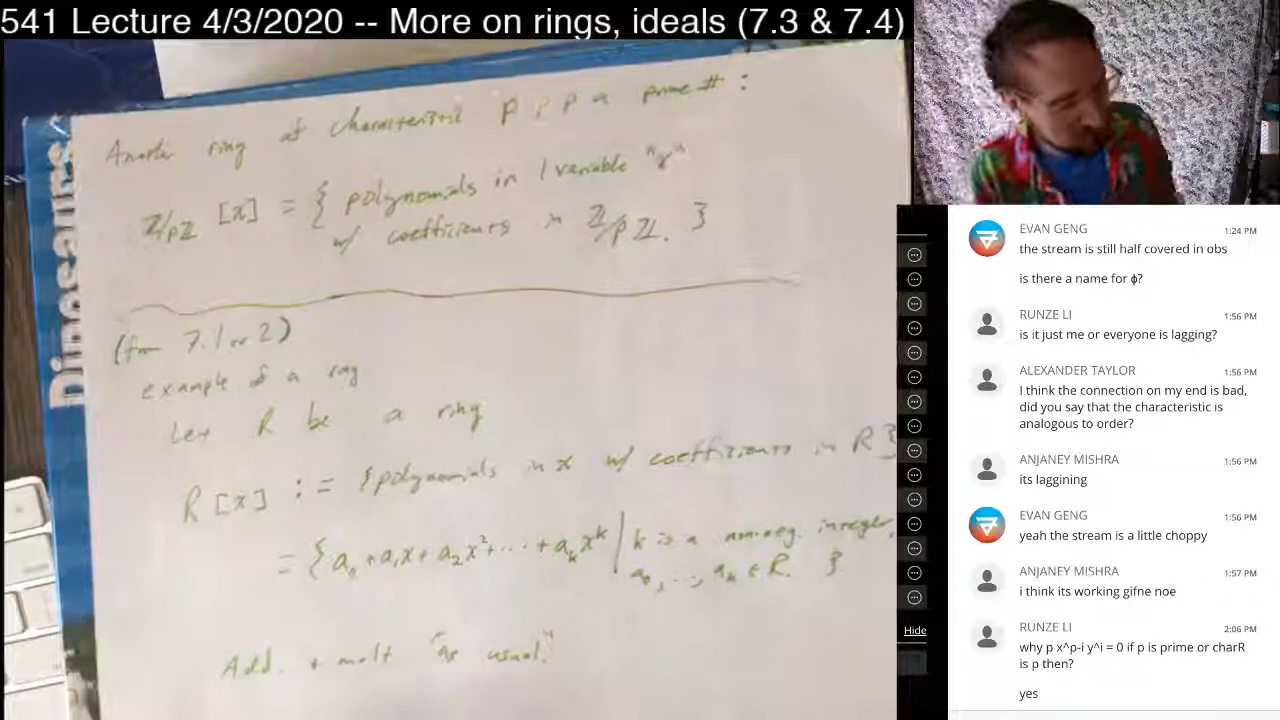 541 Lecture 4/3/2020 -- More on rings, ideals (7.3 & 7.4)
Dinosaurs
Another ring of characteristic p, p a prime #:
Z/pZ [x] = { polynomials in 1 variable "x"
w/ coefficients in Z/pZ. }
(from 7.1 or 2)
example of a ring
Let R be a ring
R[x] := {polynomials in x w/ coefficients in R}
= { a₀ + a₁x + a₂x² + ... + aₖxᵏ | k is a non-neg. integer,
a₀, ..., aₖ ∈ R. }
Add. + mult "as usual."
Hide
EVAN GENG 1:24 PM
the stream is still half covered in obs
is there a name for ϕ?
RUNZE LI 1:56 PM
is it just me or everyone is lagging?
ALEXANDER TAYLOR 1:56 PM
I think the connection on my end is bad,
did you say that the characteristic is
analogous to order?
ANJANEY MISHRA 1:56 PM
its laggining
EVAN GENG 1:56 PM
yeah the stream is a little choppy
ANJANEY MISHRA 1:57 PM
i think its working gifne noe
RUNZE LI 2:06 PM
why p x^p-i y^i = 0 if p is prime or charR
is p then?
yes